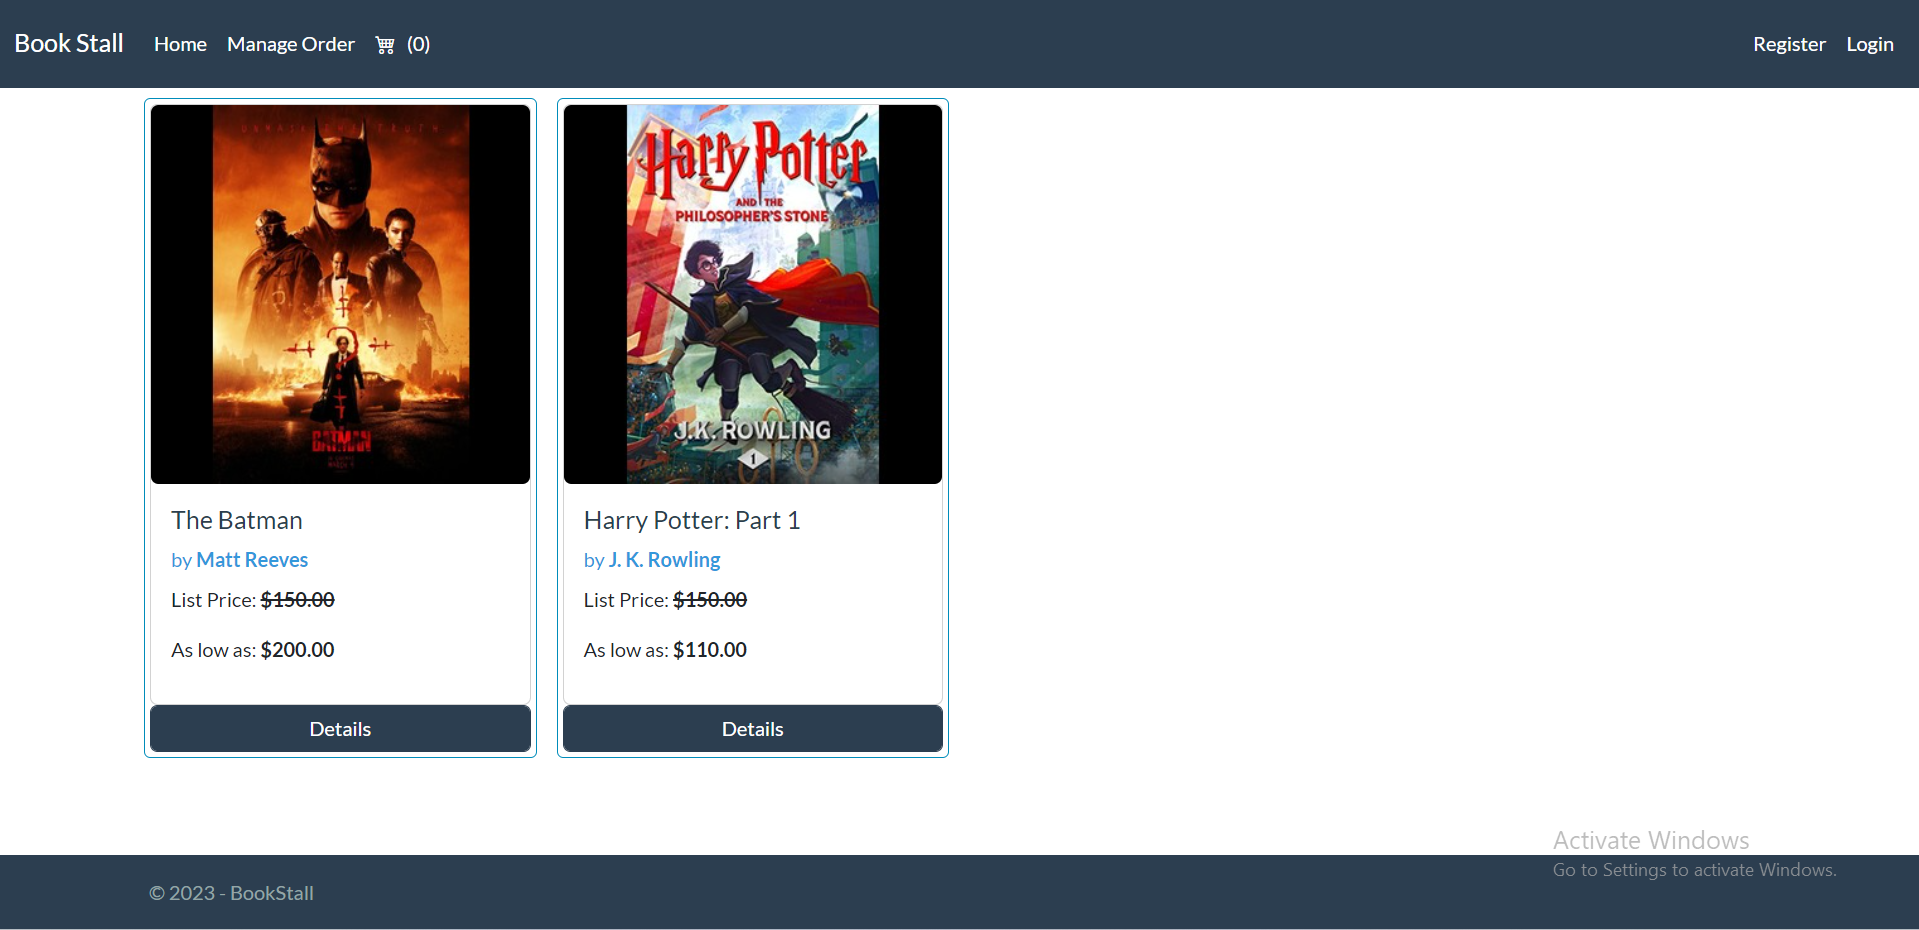 Book Stall Home Manage Order (0) Register Login
UNMASK THE TRUTH
THE BATMAN
Harry Potter
AND THE
PHILOSOPHER'S STONE
J.K. ROWLING
1
The Batman
by Matt Reeves
List Price: $150.00
As low as: $200.00
Details
Harry Potter: Part 1
by J. K. Rowling
List Price: $150.00
As low as: $110.00
Details
Activate Windows
Go to Settings to activate Windows.
© 2023 - BookStall